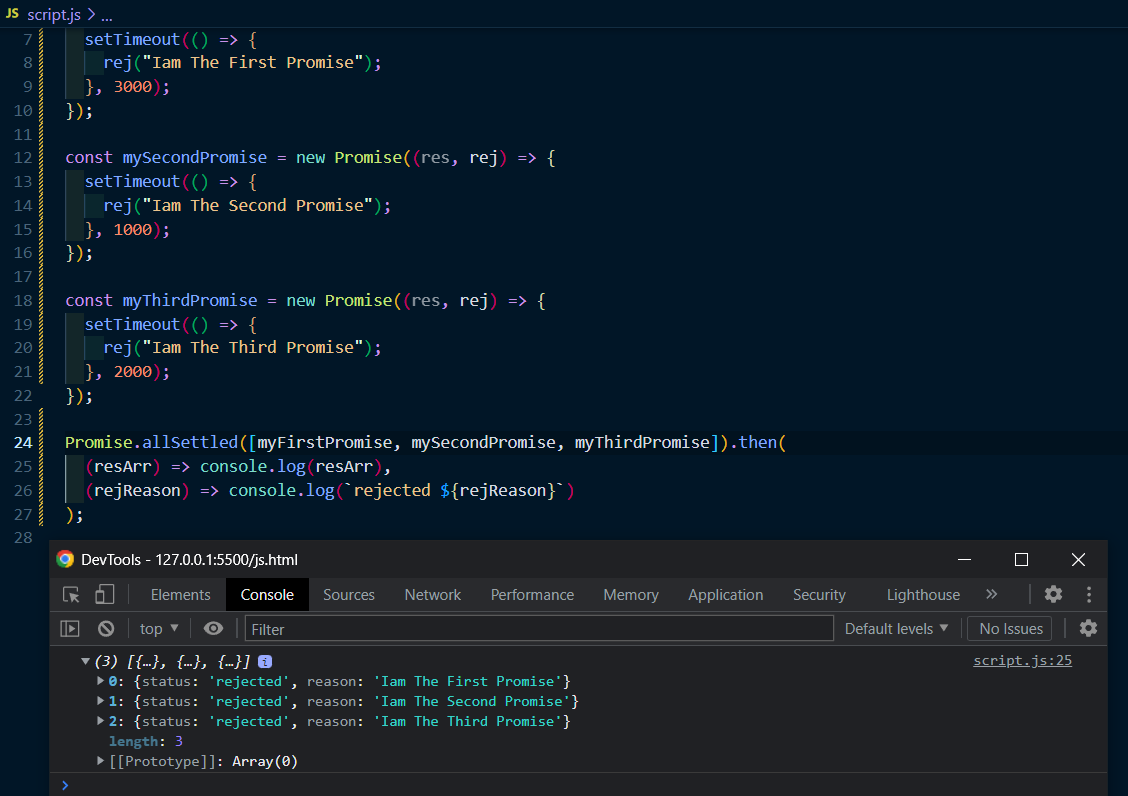 JS script.js > ...
7 setTimeout(() => {
8 rej("Iam The First Promise");
9 }, 3000);
10 });
11
12 const mySecondPromise = new Promise((res, rej) => {
13 setTimeout(() => {
14 rej("Iam The Second Promise");
15 }, 1000);
16 });
17
18 const myThirdPromise = new Promise((res, rej) => {
19 setTimeout(() => {
20 rej("Iam The Third Promise");
21 }, 2000);
22 });
23
24 Promise.allSettled([myFirstPromise, mySecondPromise, myThirdPromise]).then(
25 (resArr) => console.log(resArr),
26 (rejReason) => console.log(`rejected ${rejReason}`)
27 );
28
DevTools - 127.0.0.1:5500/js.html
Elements Console Sources Network Performance Memory Application Security Lighthouse »
top ▼ Filter Default levels ▼ No Issues
▼(3) [{…}, {…}, {…}] i script.js:25
▶0: {status: 'rejected', reason: 'Iam The First Promise'}
▶1: {status: 'rejected', reason: 'Iam The Second Promise'}
▶2: {status: 'rejected', reason: 'Iam The Third Promise'}
length: 3
▶[[Prototype]]: Array(0)
>